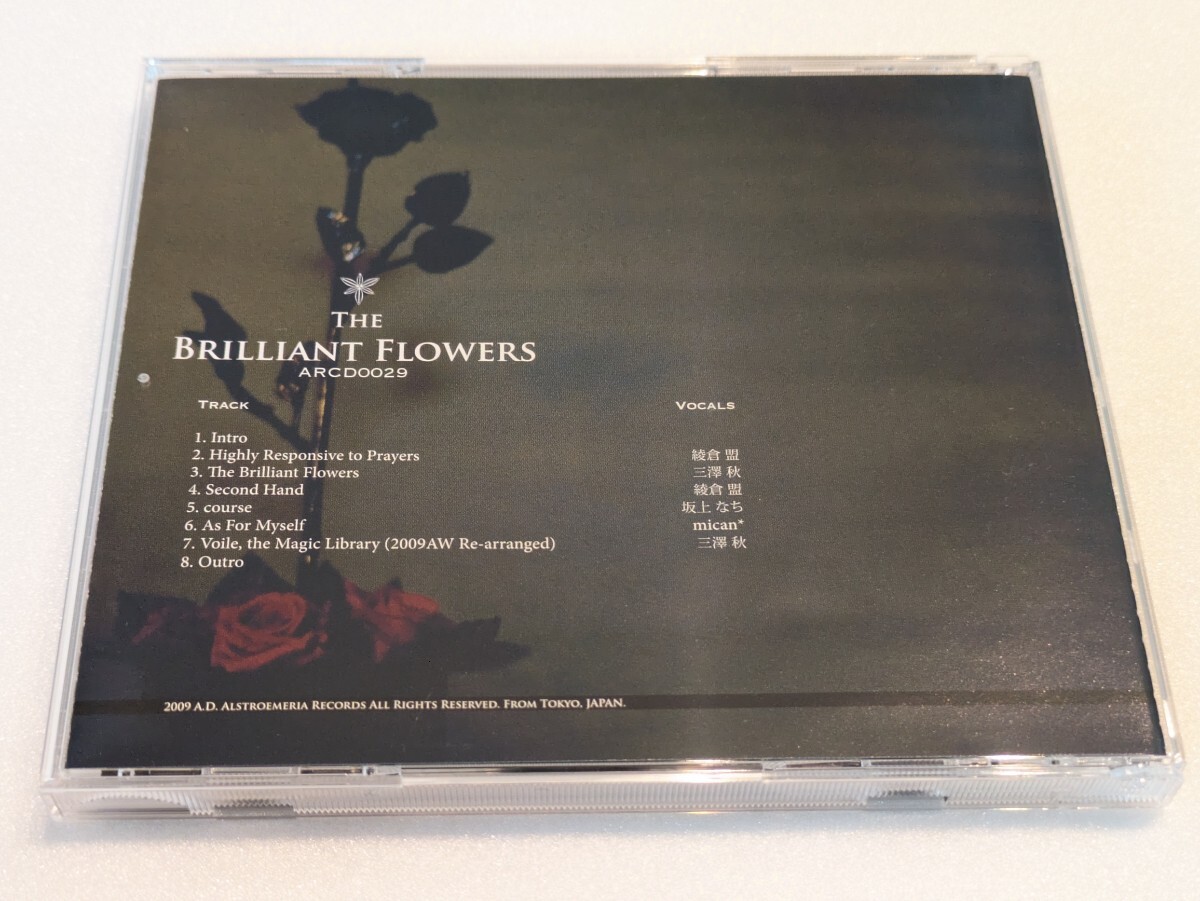 THE
BRILLIANT FLOWERS
ARCD0029
TRACK VOCALS
1. Intro
2. Highly Responsive to Prayers 綾倉 盟
3. The Brilliant Flowers 三澤 秋
4. Second Hand 綾倉 盟
5. course 坂上 なち
6. As For Myself mican*
7. Voile, the Magic Library (2009AW Re-arranged) 三澤 秋
8. Outro
2009 A.D. ALSTROEMERIA RECORDS ALL RIGHTS RESERVED. FROM TOKYO, JAPAN.